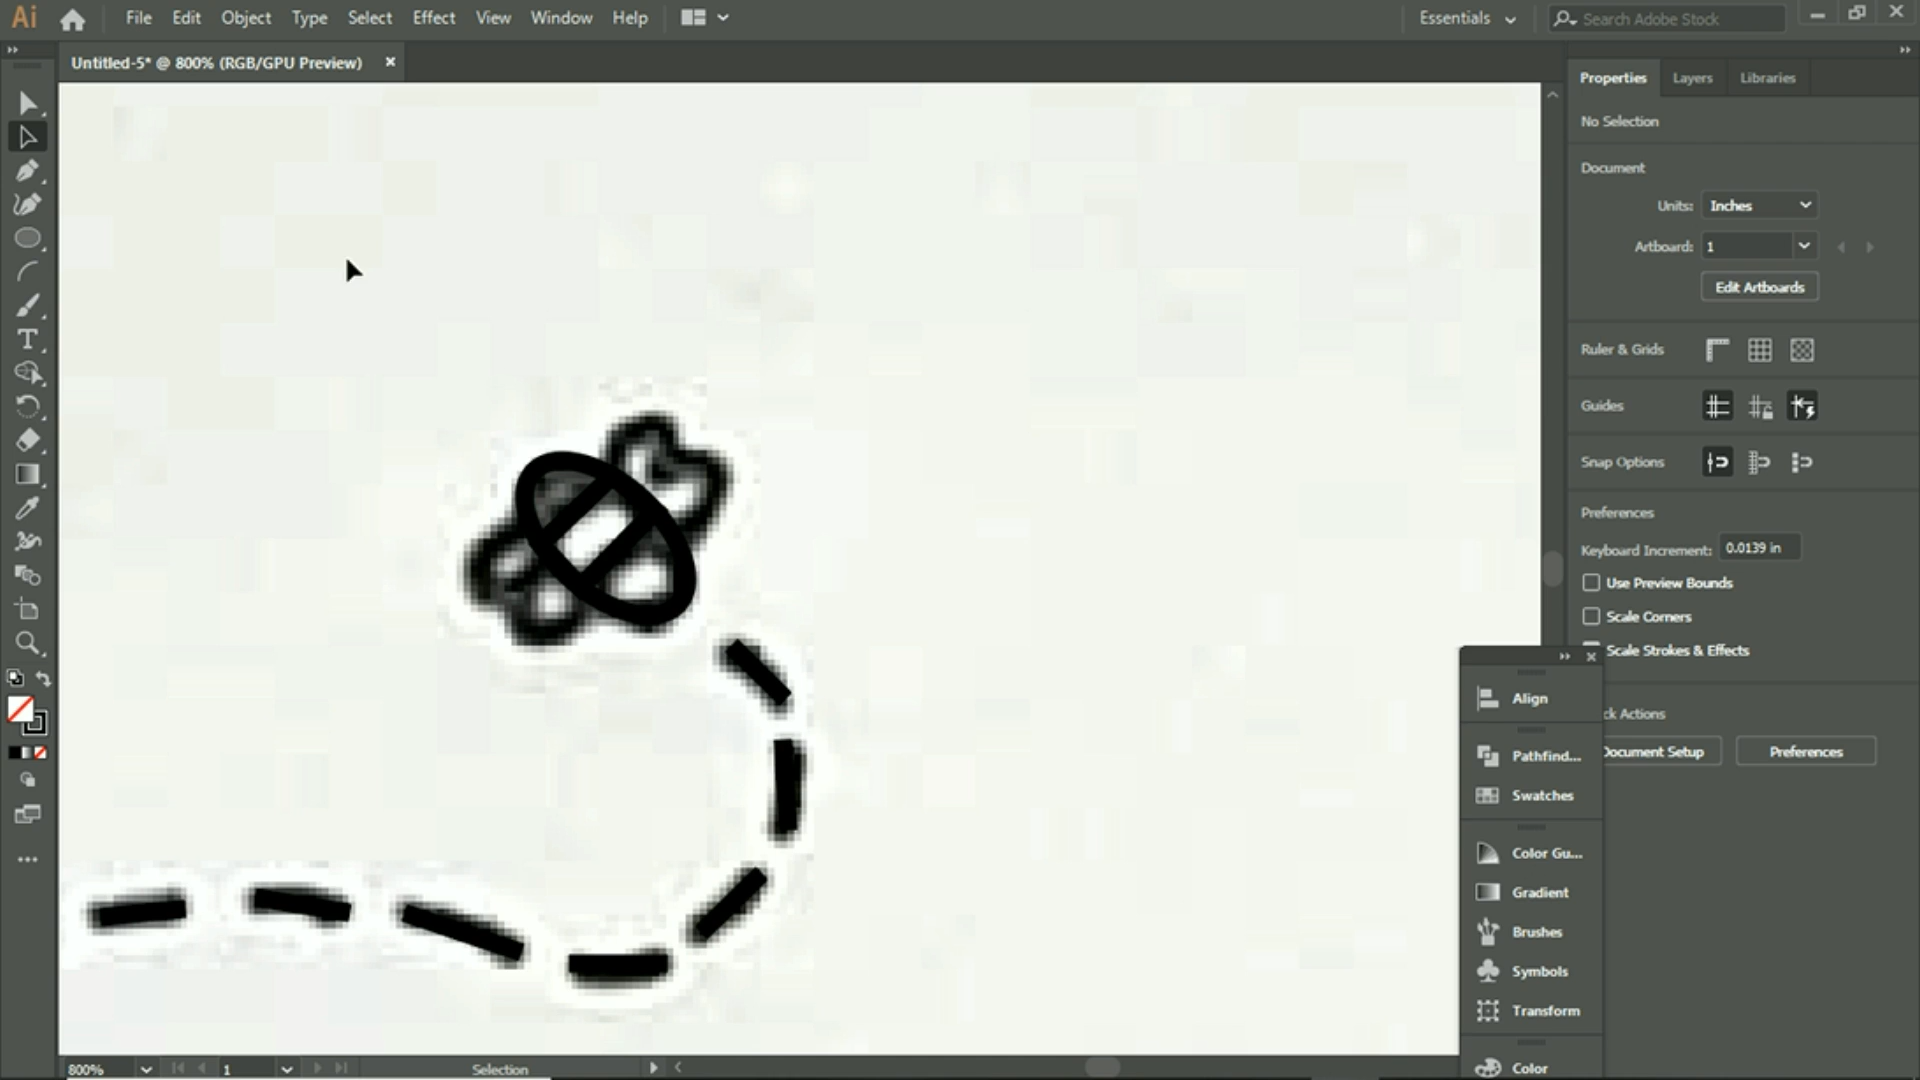 Ai File Edit Object Type Select Effect View Window Help Essentials Search Adobe Stock
Untitled-5* @ 800% (RGB/GPU Preview)
Properties Layers Libraries
No Selection
Document
Units: Inches
Artboard: 1
Edit Artboards
Ruler & Grids
Guides
Snap Options
Preferences
Keyboard Increment: 0.0139 in
Use Preview Bounds
Scale Corners
Scale Strokes & Effects
ck Actions
Document Setup Preferences
Align
Pathfind...
Swatches
Color Gu...
Gradient
Brushes
Symbols
Transform
Color
800% 1 Selection